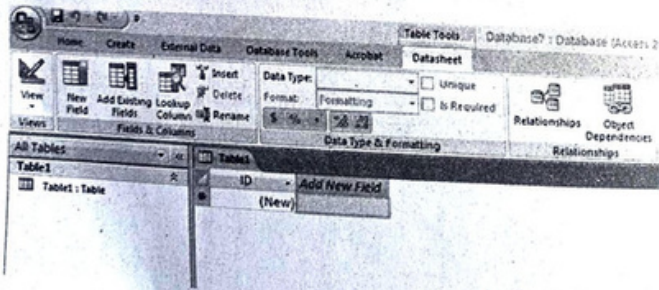 Table Tools
Database7 : Database (Access 2
Home Create External Data Database Tools Acrobat Datasheet
View
New Field
Add Existing Fields
Lookup Column
Insert
Delete
Rename
Data Type:
Format: Formatting
Unique
Is Required
$ %
Relationships
Object Dependencies
Views
Fields & Columns
Data Type & Formatting
Relationships
All Tables
Table1
Table1 : Table
Table1
ID Add New Field
(New)